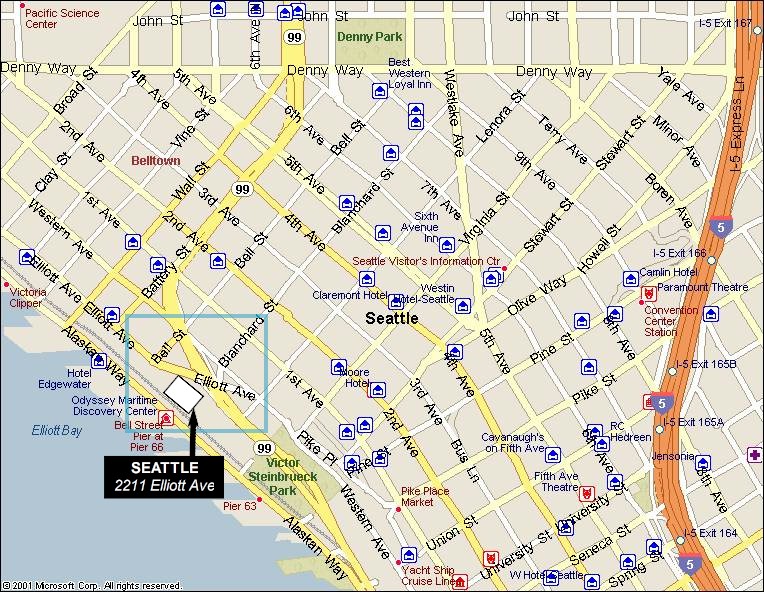 Pacific Science
Center
John St
6th Ave
John St
John St
99
Denny Park
I-5 Exit 167
Denny Way
Denny Way
Denny Way
Best
Western
Loyal Inn
Broad St
4th Ave
5th Ave
Westlake Ave
Yale Ave
Minor Ave
I-5 Express Ln
2nd Ave
Vine St
6th Ave
Bell St
Lenora St
Terry Ave
Stewart St
Belltown
Clay St
Wall St
5th Ave
Blanchard St
7th Ave
9th Ave
Boren Ave
99
1st Ave
3rd Ave
Western Ave
2nd Ave
4th Ave
Sixth
Avenue
Inn
Virginia St
Stewart St
Howell St
5
Bell St
Battery St
Seattle Visitor's Information Ctr
I-5 Exit 166
Elliott Ave
Elliott Ave
Victoria
Clipper
Claremont Hotel
Westin
Hotel-Seattle
Olive Way
Camlin Hotel
Paramount Theatre
Convention
Center
Station
Seattle
Alaskan Way
Bell St
Blanchard St
5th Ave
8th Ave
Pine St
Hotel
Edgewater
Elliott Ave
1st Ave
Moore
Hotel
4th Ave
3rd Ave
Pike St
I-5 Exit 165B
Odyssey Maritime
Discovery Center
Bell Street
Pier at
Pier 66
Elliott Bay
2nd Ave
Bus Ln
5
I-5 Exit 165A
RC
Hedreen
6th Ave
Cavanaugh's
on Fifth Ave
Jensonia
99
Pike Pl
Pine St
SEATTLE
2211 Elliott Ave
Victor
Steinbrueck
Park
Fifth Ave
Theatre
8th Ave
Pier 63
Western Ave
Pike Place
Market
University St
Alaskan Way
Union St
Seneca St
I-5 Exit 164
University St
Yacht Ship
Cruise Line
W Hotel-Seattle
Spring St
5
© 2001 Microsoft Corp. All rights reserved.